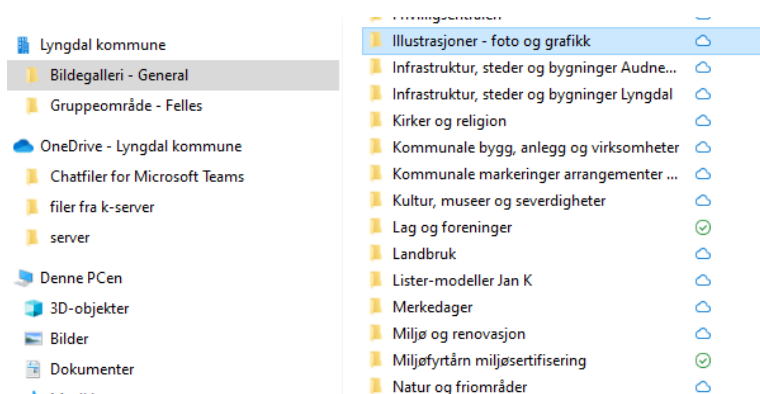 Lyngdal kommune
Bildegalleri - General
Gruppeområde - Felles
OneDrive - Lyngdal kommune
Chatfiler for Microsoft Teams
filer fra k-server
server
Denne PCen
3D-objekter
Bilder
Dokumenter
Illustrasjoner - foto og grafikk
Infrastruktur, steder og bygninger Audne...
Infrastruktur, steder og bygninger Lyngdal
Kirker og religion
Kommunale bygg, anlegg og virksomheter
Kommunale markeringer arrangementer ...
Kultur, museer og severdigheter
Lag og foreninger
Landbruk
Lister-modeller Jan K
Merkedager
Miljø og renovasjon
Miljøfyrtårn miljøsertifisering
Natur og friområder